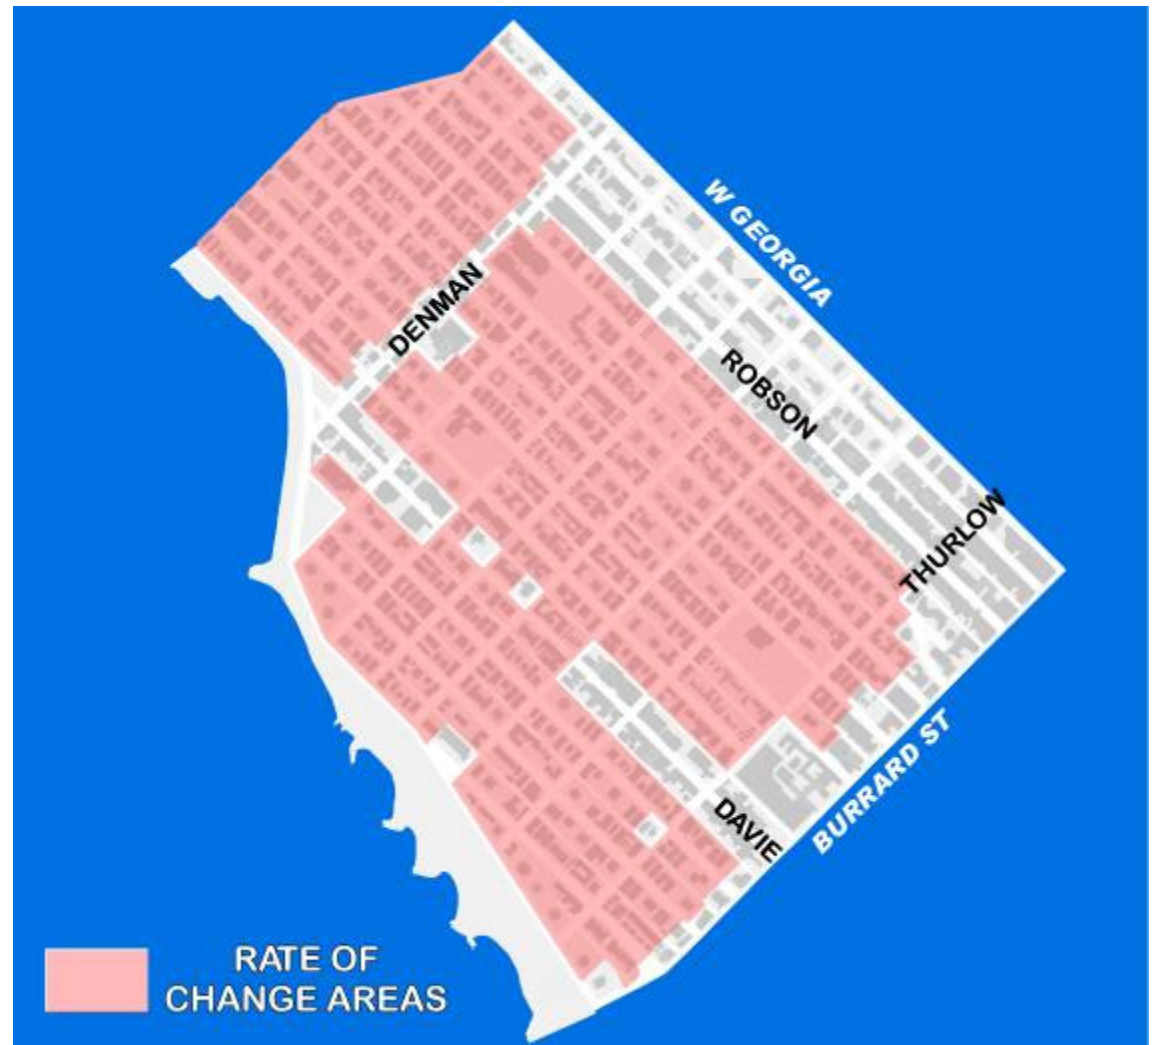 W GEORGIA
DENMAN
ROBSON
THURLOW
DAVIE
BURRARD ST
RATE OF
CHANGE AREAS